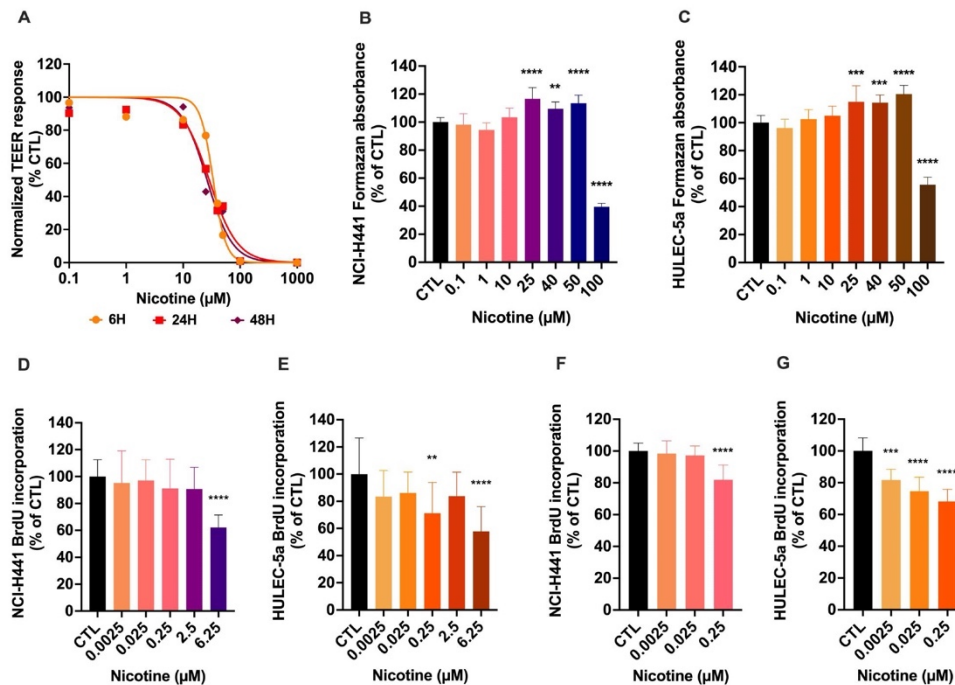 A
Normalized TEER response
(% CTL)
120
100
80
60
40
20
0
0.1
1
10
100
1000
Nicotine (µM)
6H
24H
48H
B
NCI-H441 Formazan absorbance
(% of CTL)
140
120
100
80
60
40
20
0
****
**
****
****
CTL
0.1
1
10
25
40
50
100
Nicotine (µM)
C
HULEC-5a Formazan absorbance
(% of CTL)
140
120
100
80
60
40
20
0
***
***
****
****
CTL
0.1
1
10
25
40
50
100
Nicotine (µM)
D
NCI-H441 BrdU incorporation
(% of CTL)
140
120
100
80
60
40
20
0
****
CTL
0.0025
0.025
0.25
2.5
6.25
Nicotine (µM)
E
HULEC-5a BrdU incorporation
(% of CTL)
140
120
100
80
60
40
20
0
**
****
CTL
0.0025
0.025
0.25
2.5
6.25
Nicotine (µM)
F
NCI-H441 BrdU incorporation
(% of CTL)
120
100
80
60
40
20
0
****
CTL
0.0025
0.025
0.25
Nicotine (µM)
G
HULEC-5a BrdU incorporation
(% of CTL)
120
100
80
60
40
20
0
***
****
****
CTL
0.0025
0.025
0.25
Nicotine (µM)